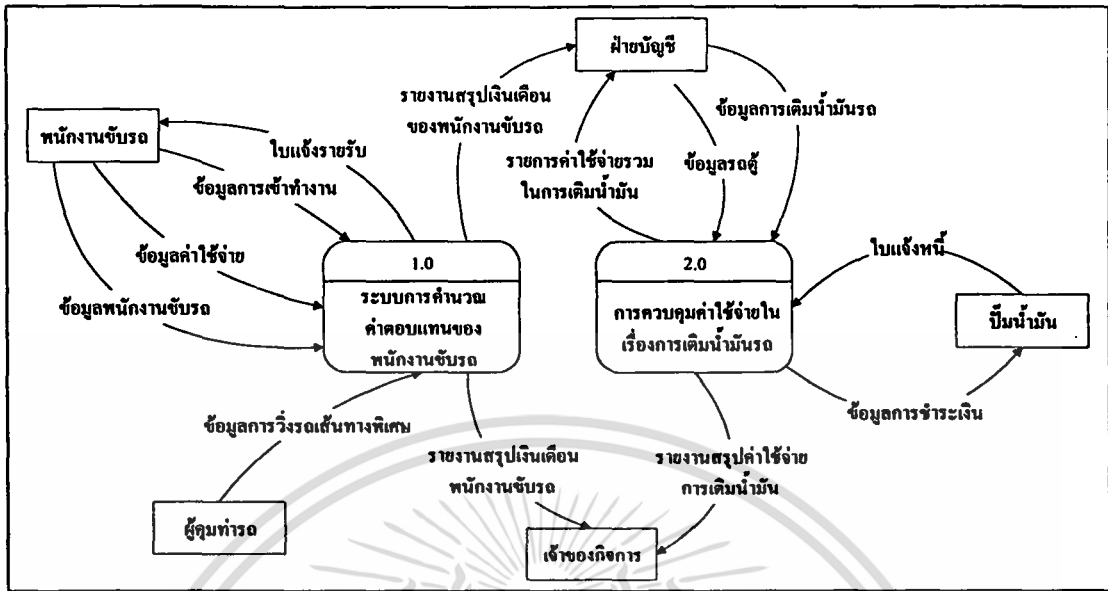 ฝ่ายบัญชี
รายงานสรุปเงินเดือน
ของพนักงานขับรถ
ข้อมูลการเติมน้ำมันรถ
พนักงานขับรถ
ใบแจ้งรายรับ
รายการค่าใช้จ่ายรวม
ในการเติมน้ำมัน
ข้อมูลรถตู้
ข้อมูลการเข้าทำงาน
ข้อมูลค่าใช้จ่าย
ข้อมูลพนักงานขับรถ
1.0
ระบบการคำนวณ
ค่าตอบแทนของ
พนักงานขับรถ
2.0
การควบคุมค่าใช้จ่ายใน
เรื่องการเติมน้ำมันรถ
ใบแจ้งหนี้
ปั๊มน้ำมัน
ข้อมูลการชำระเงิน
ข้อมูลการวิ่งรถเส้นทางพิเศษ
รายงานสรุปเงินเดือน
พนักงานขับรถ
รายงานสรุปค่าใช้จ่าย
การเติมน้ำมัน
ผู้คุมท่ารถ
เจ้าของกิจการ